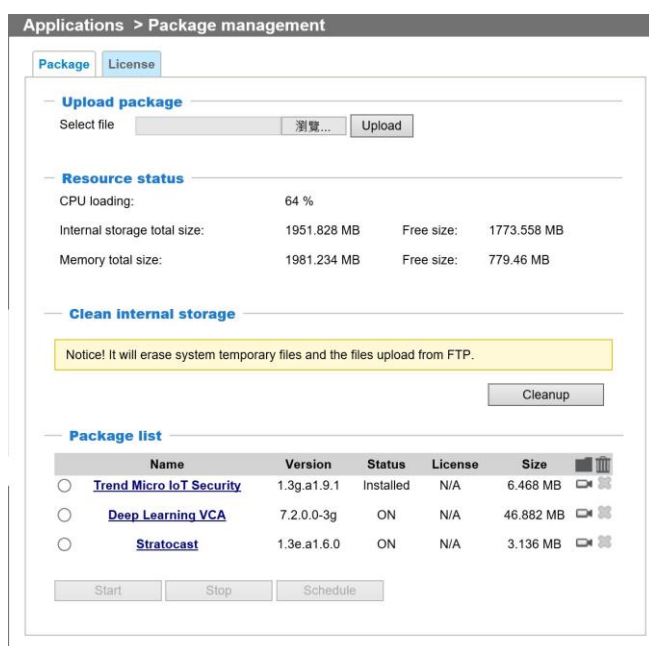 Applications > Package management
Package License
Upload package
Select file 瀏覽... Upload
Resource status
CPU loading: 64 %
Internal storage total size: 1951.828 MB Free size: 1773.558 MB
Memory total size: 1981.234 MB Free size: 779.46 MB
Clean internal storage
Notice! It will erase system temporary files and the files upload from FTP.
Cleanup
Package list
Name Version Status License Size
Trend Micro IoT Security 1.3g.a1.9.1 Installed N/A 6.468 MB
Deep Learning VCA 7.2.0.0-3g ON N/A 46.882 MB
Stratocast 1.3e.a1.6.0 ON N/A 3.136 MB
Start Stop Schedule